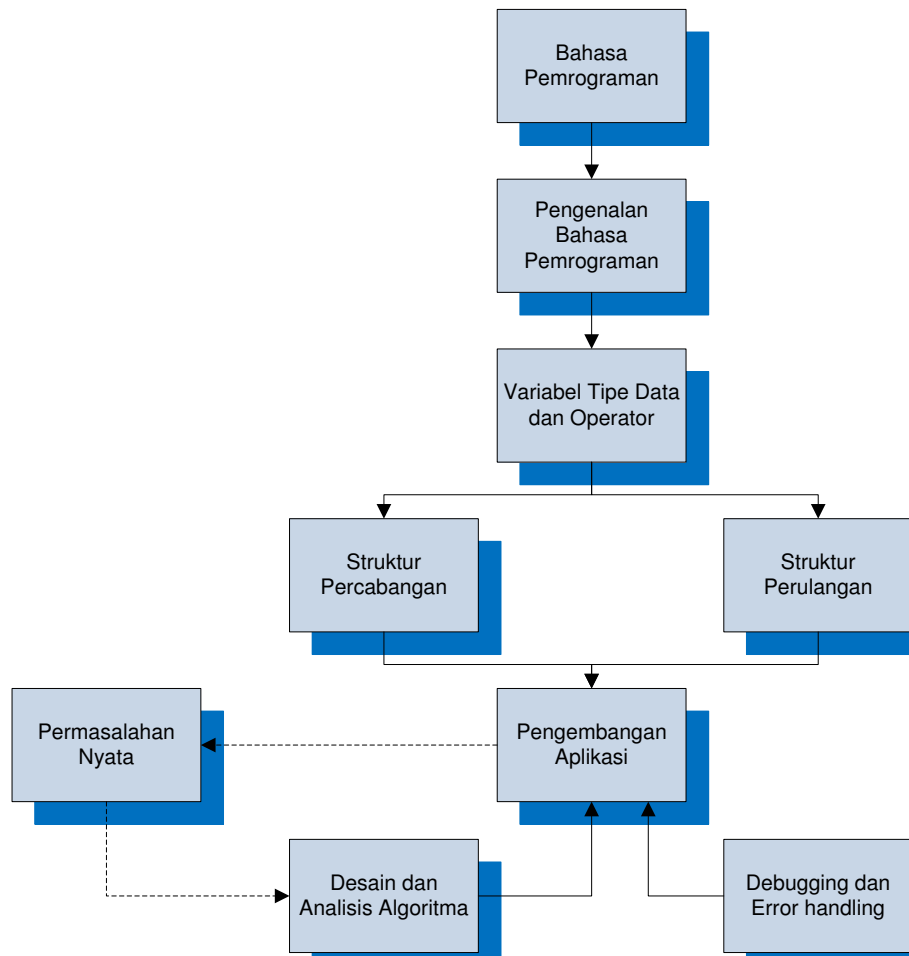 Bahasa
Pemrograman
Pengenalan
Bahasa
Pemrograman
Variabel Tipe Data
dan Operator
Struktur
Percabangan
Struktur
Perulangan
Permasalahan
Nyata
Pengembangan
Aplikasi
Desain dan
Analisis Algoritma
Debugging dan
Error handling